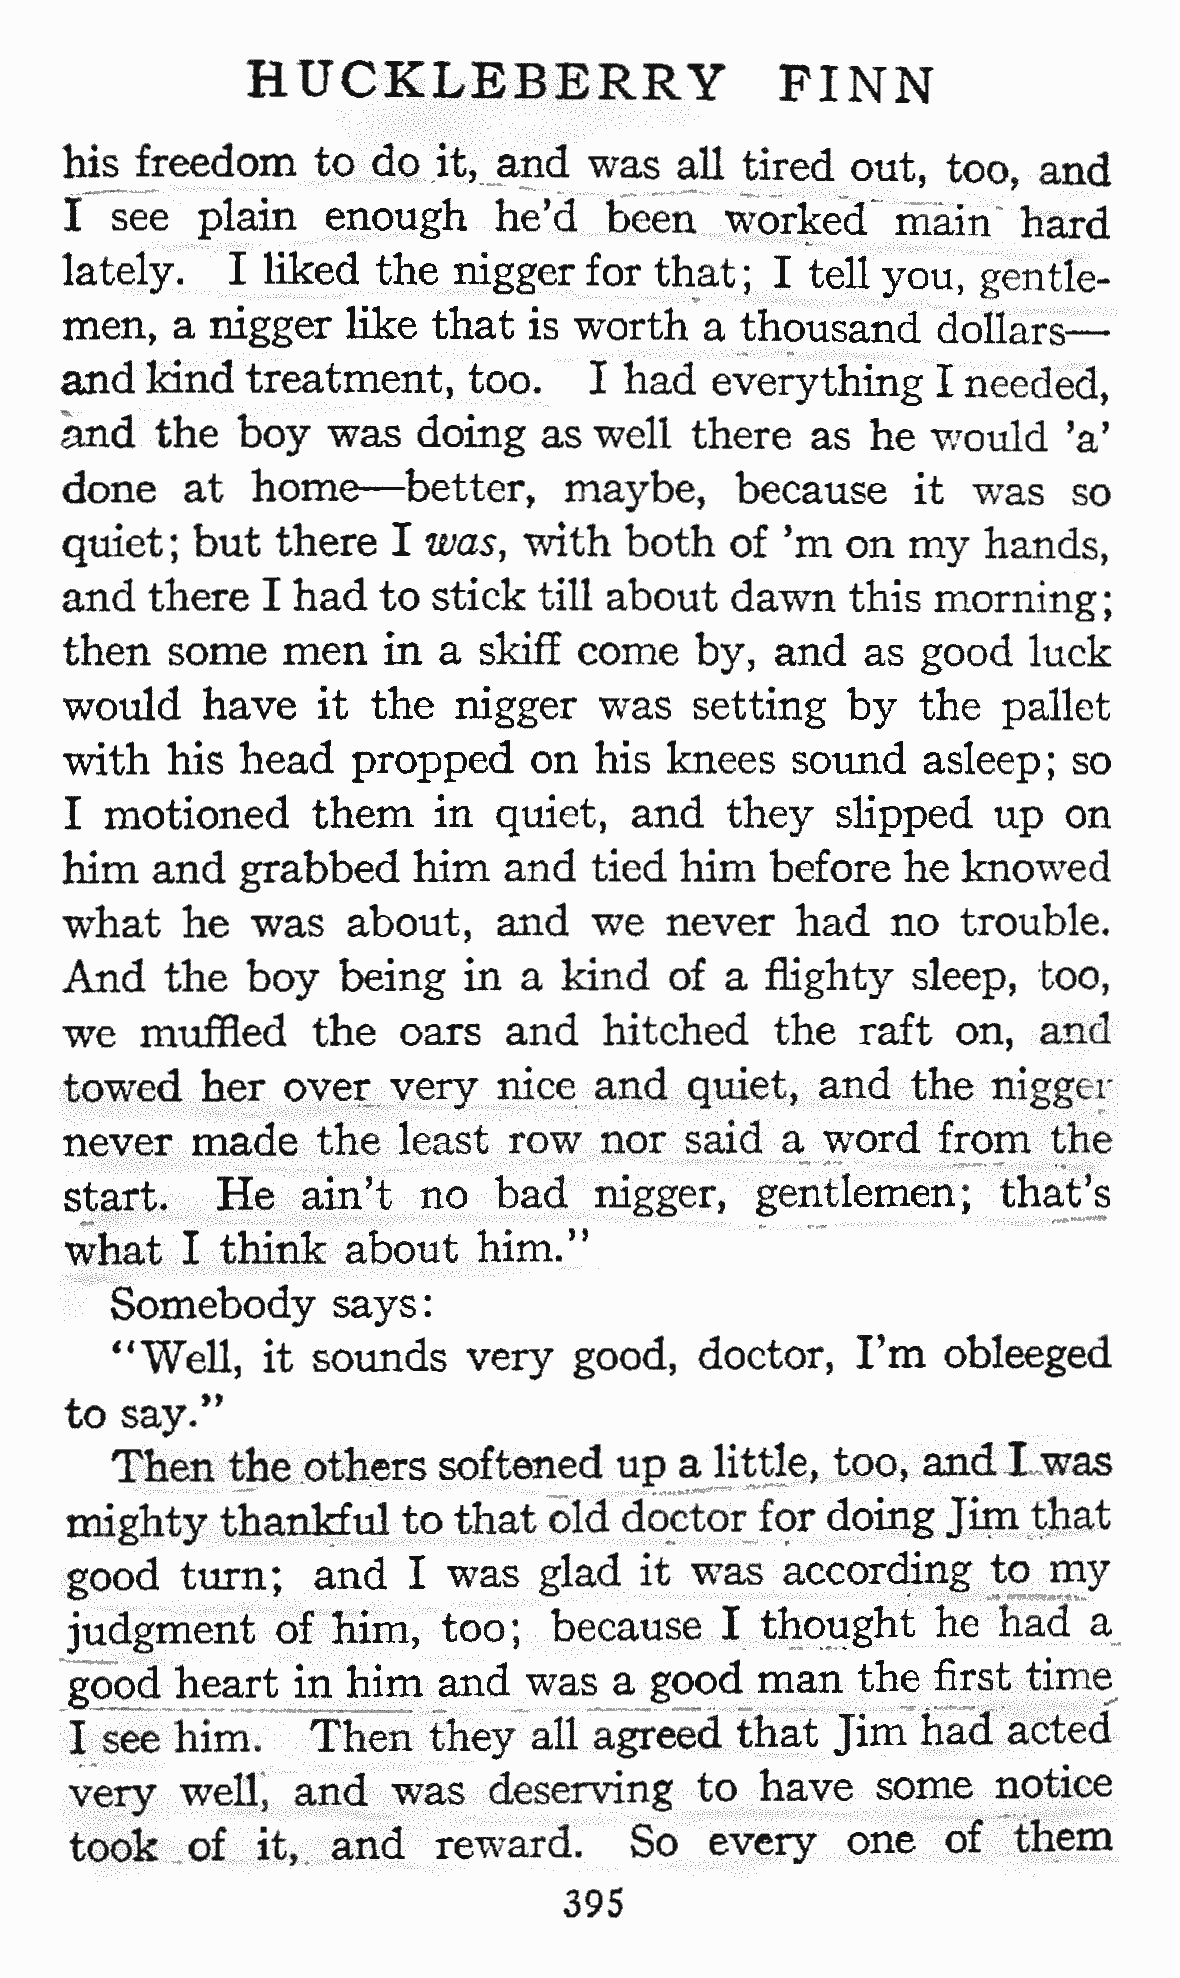 HUCKLEBERRY FINN
his freedom to do it, and was all tired out, too, and
I see plain enough he'd been worked main hard
lately. I liked the nigger for that; I tell you, gentle-
men, a nigger like that is worth a thousand dollars—
and kind treatment, too. I had everything I needed,
and the boy was doing as well there as he would 'a'
done at home—better, maybe, because it was so
quiet; but there I was, with both of 'm on my hands,
and there I had to stick till about dawn this morning;
then some men in a skiff come by, and as good luck
would have it the nigger was setting by the pallet
with his head propped on his knees sound asleep; so
I motioned them in quiet, and they slipped up on
him and grabbed him and tied him before he knowed
what he was about, and we never had no trouble.
And the boy being in a kind of a flighty sleep, too,
we muffled the oars and hitched the raft on, and
towed her over very nice and quiet, and the nigger
never made the least row nor said a word from the
start. He ain't no bad nigger, gentlemen; that's
what I think about him."
Somebody says:
"Well, it sounds very good, doctor, I'm obleeged
to say."
Then the others softened up a little, too, and I was
mighty thankful to that old doctor for doing Jim that
good turn; and I was glad it was according to my
judgment of him, too; because I thought he had a
good heart in him and was a good man the first time
I see him. Then they all agreed that Jim had acted
very well, and was deserving to have some notice
took of it, and reward. So every one of them
395